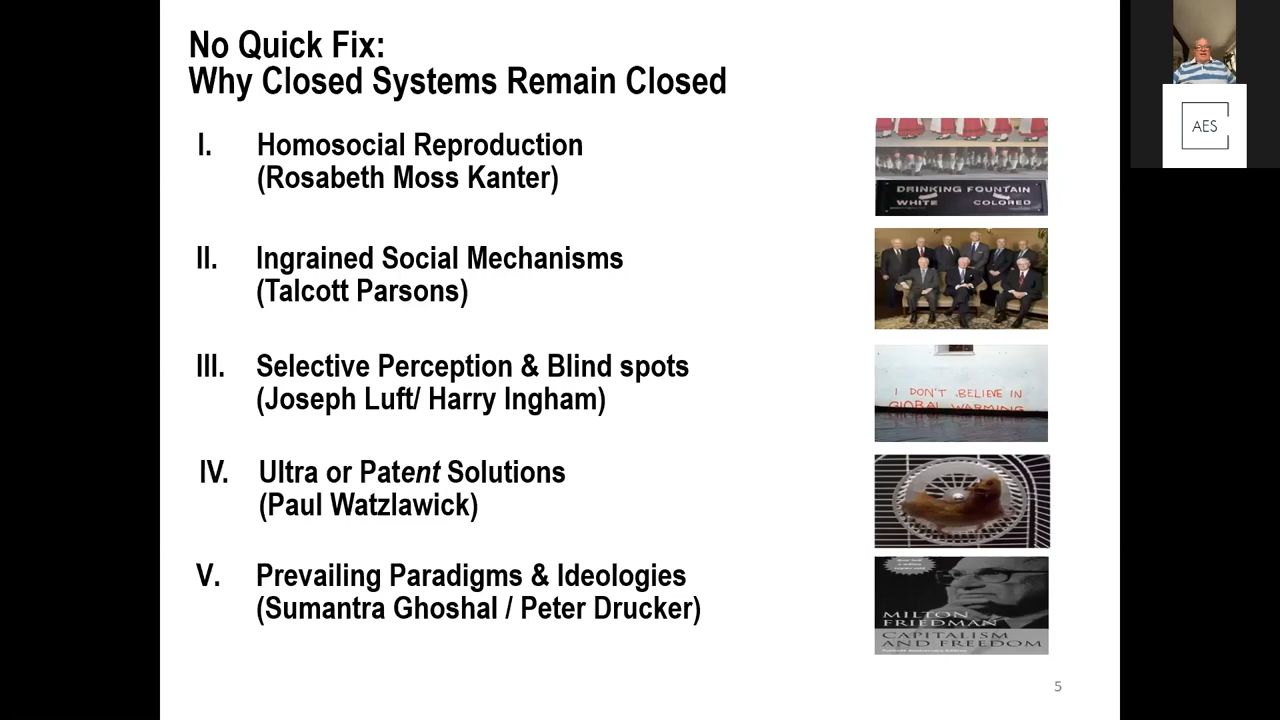 No Quick Fix:
Why Closed Systems Remain Closed
I. Homosocial Reproduction
(Rosabeth Moss Kanter)
DRINKING FOUNTAIN
WHITE COLORED
II. Ingrained Social Mechanisms
(Talcott Parsons)
III. Selective Perception & Blind spots
(Joseph Luft/ Harry Ingham)
I DON'T BELIEVE IN
GLOBAL WARMING
IV. Ultra or Patent Solutions
(Paul Watzlawick)
V. Prevailing Paradigms & Ideologies
(Sumantra Ghoshal / Peter Drucker)
MILTON
FRIEDMAN
CAPITALISM
AND FREEDOM
5
AES